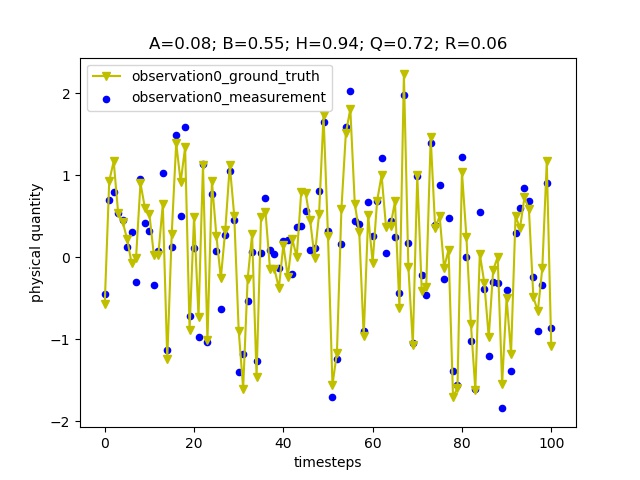 A=0.08; B=0.55; H=0.94; Q=0.72; R=0.06
observation0_ground_truth
observation0_measurement
physical quantity
2
1
0
−1
−2
0 20 40 60 80 100
timesteps